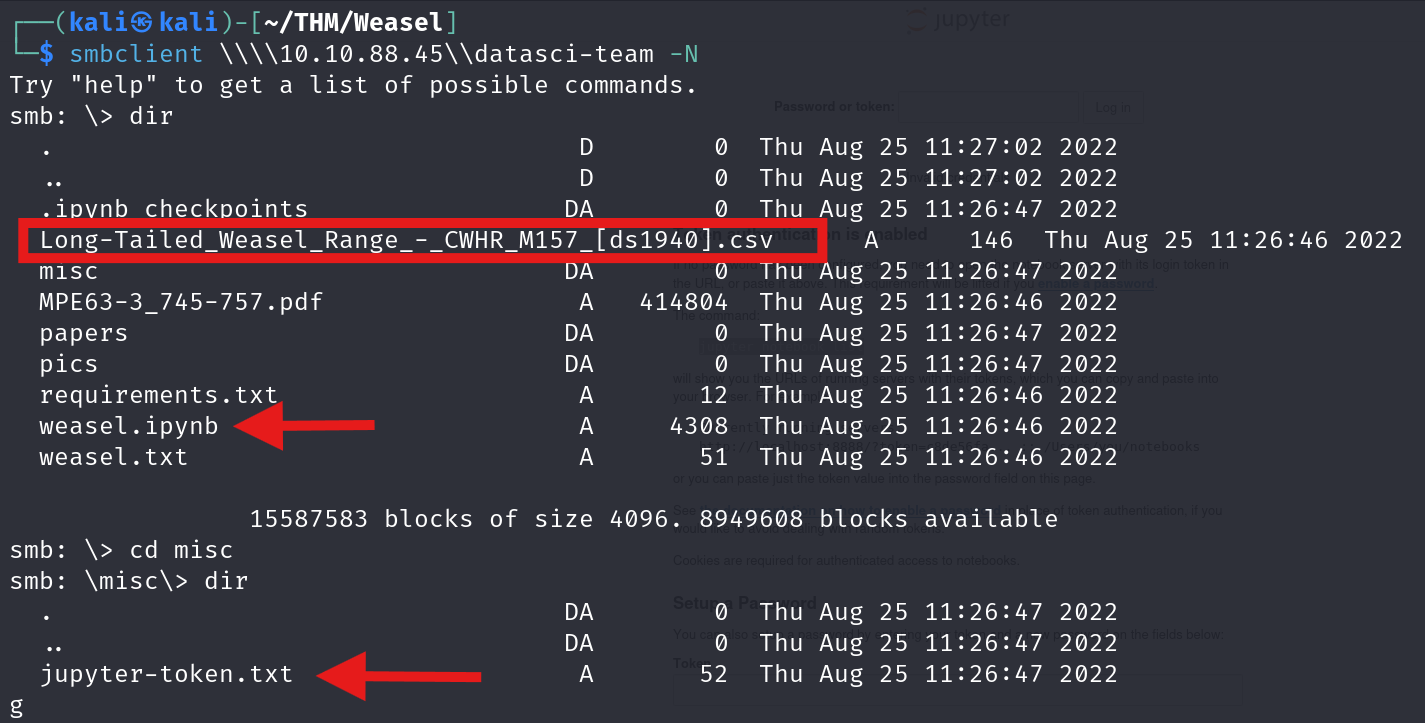 ┌──(kali㉿kali)-[~/THM/Weasel]
└─$ smbclient \\\\10.10.88.45\\datasci-team -N
Try "help" to get a list of possible commands.
smb: \> dir
  .                                   D        0  Thu Aug 25 11:27:02 2022
  ..                                  D        0  Thu Aug 25 11:27:02 2022
  .ipynb_checkpoints                 DA        0  Thu Aug 25 11:26:47 2022
  Long-Tailed_Weasel_Range_-_CWHR_M157_[ds1940].csv      A      146  Thu Aug 25 11:26:46 2022
  misc                               DA        0  Thu Aug 25 11:26:47 2022
  MPE63-3_745-757.pdf                 A   414804  Thu Aug 25 11:26:46 2022
  papers                             DA        0  Thu Aug 25 11:26:47 2022
  pics                               DA        0  Thu Aug 25 11:26:47 2022
  requirements.txt                    A       12  Thu Aug 25 11:26:46 2022
  weasel.ipynb                        A     4308  Thu Aug 25 11:26:46 2022
  weasel.txt                          A       51  Thu Aug 25 11:26:46 2022
15587583 blocks of size 4096. 8949608 blocks available
smb: \> cd misc
smb: \misc\> dir
  .                                  DA        0  Thu Aug 25 11:26:47 2022
  ..                                 DA        0  Thu Aug 25 11:26:47 2022
  jupyter-token.txt                   A       52  Thu Aug 25 11:26:47 2022
g
jupyter
Password or token:
Log in
Cookies are required for authenticated access to notebooks.
Setup a Password